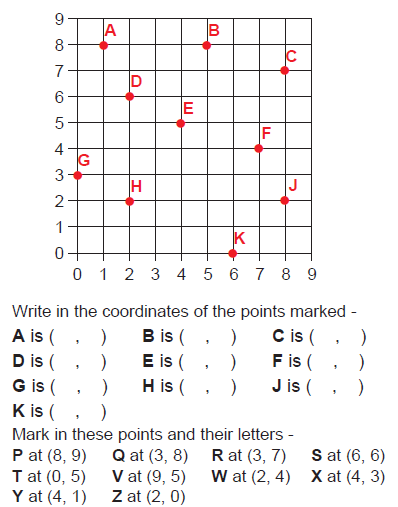 9
A
B
8
C
7
D
6
E
5
F
4
G
3
H
J
2
1
K
0
0 1 2 3 4 5 6 7 8 9
Write in the coordinates of the points marked -
A is ( , ) B is ( , ) C is ( , )
D is ( , ) E is ( , ) F is ( , )
G is ( , ) H is ( , ) J is ( , )
K is ( , )
Mark in these points and their letters -
P at (8, 9) Q at (3, 8) R at (3, 7) S at (6, 6)
T at (0, 5) V at (9, 5) W at (2, 4) X at (4, 3)
Y at (4, 1) Z at (2, 0)